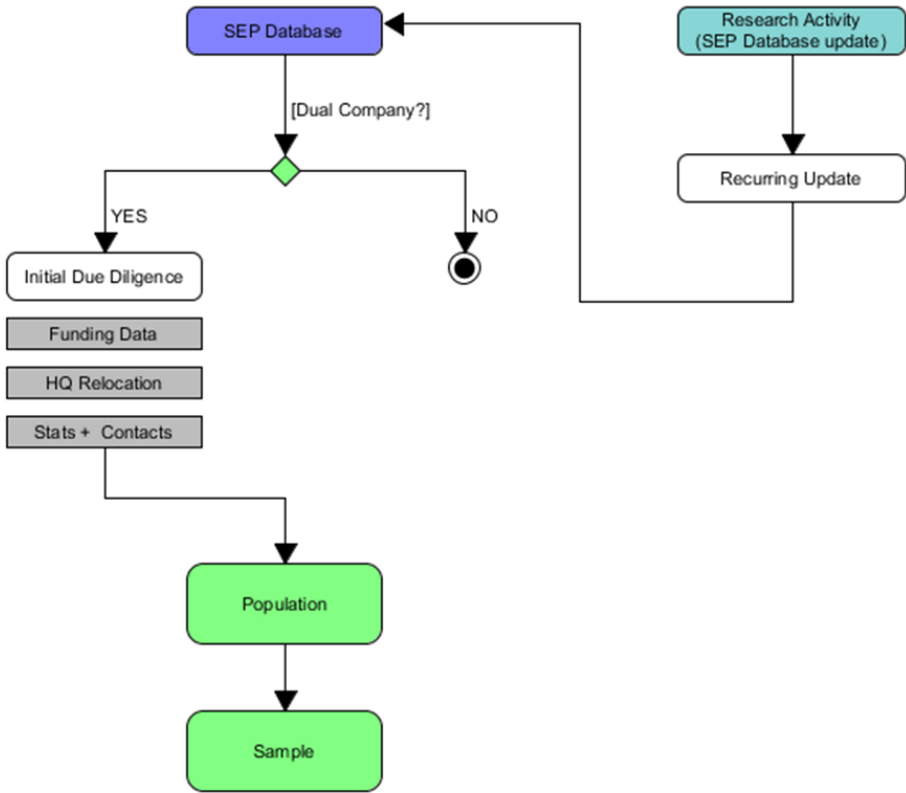 SEP Database
Research Activity
(SEP Database update)
[Dual Company?]
Recurring Update
YES
NO
Initial Due Diligence
Funding Data
HQ Relocation
Stats + Contacts
Population
Sample